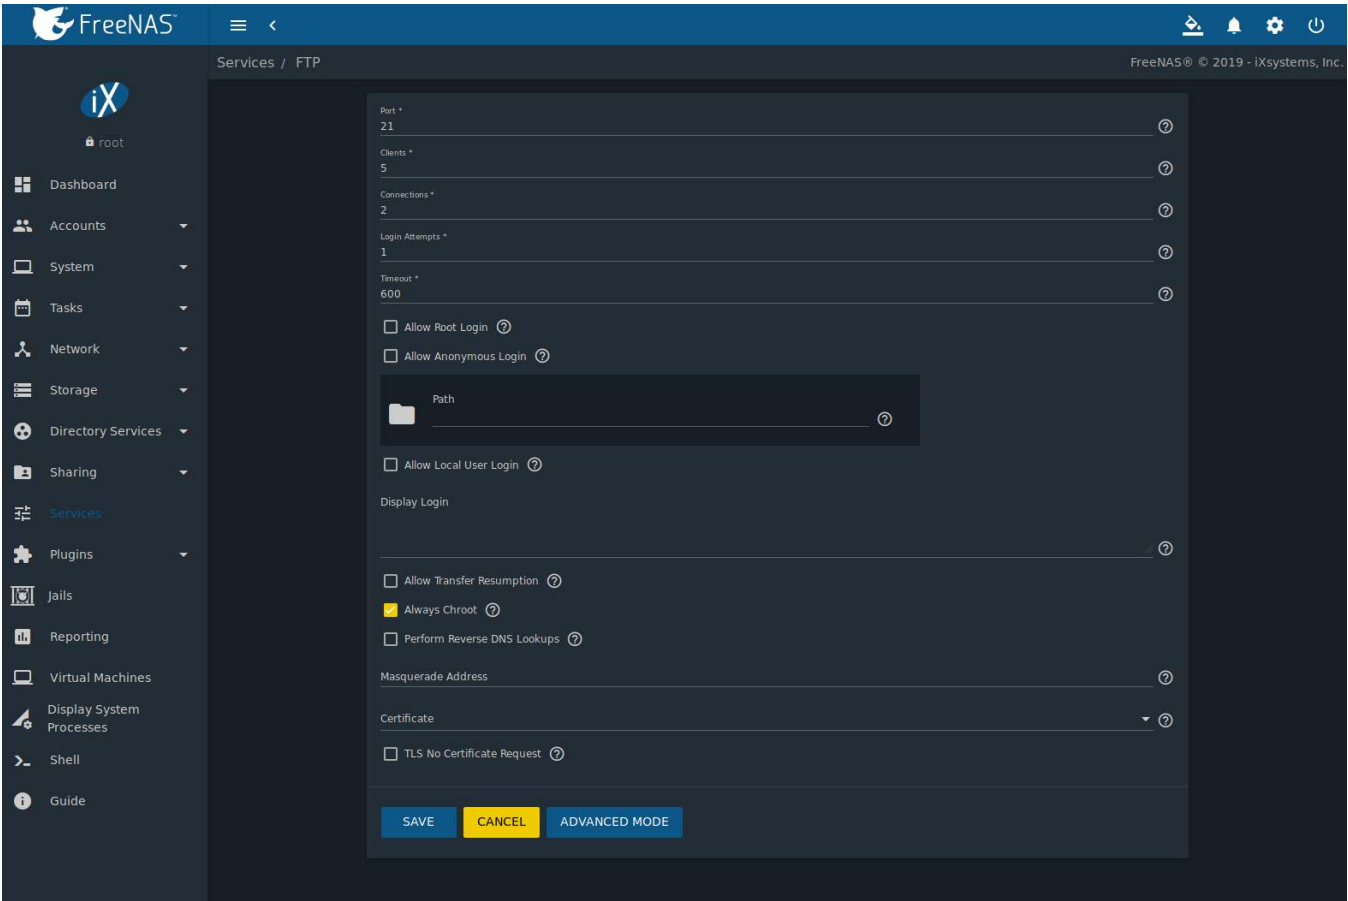 FreeNAS™
Services / FTP
FreeNAS® © 2019 - iXsystems, Inc.
iX
root
Dashboard
Accounts
System
Tasks
Network
Storage
Directory Services
Sharing
Services
Plugins
Jails
Reporting
Virtual Machines
Display System
Processes
Shell
Guide
Port *
21
Clients *
5
Connections *
2
Login Attempts *
1
Timeout *
600
Allow Root Login
Allow Anonymous Login
Path
Allow Local User Login
Display Login
Allow Transfer Resumption
Always Chroot
Perform Reverse DNS Lookups
Masquerade Address
Certificate
TLS No Certificate Request
SAVE CANCEL ADVANCED MODE